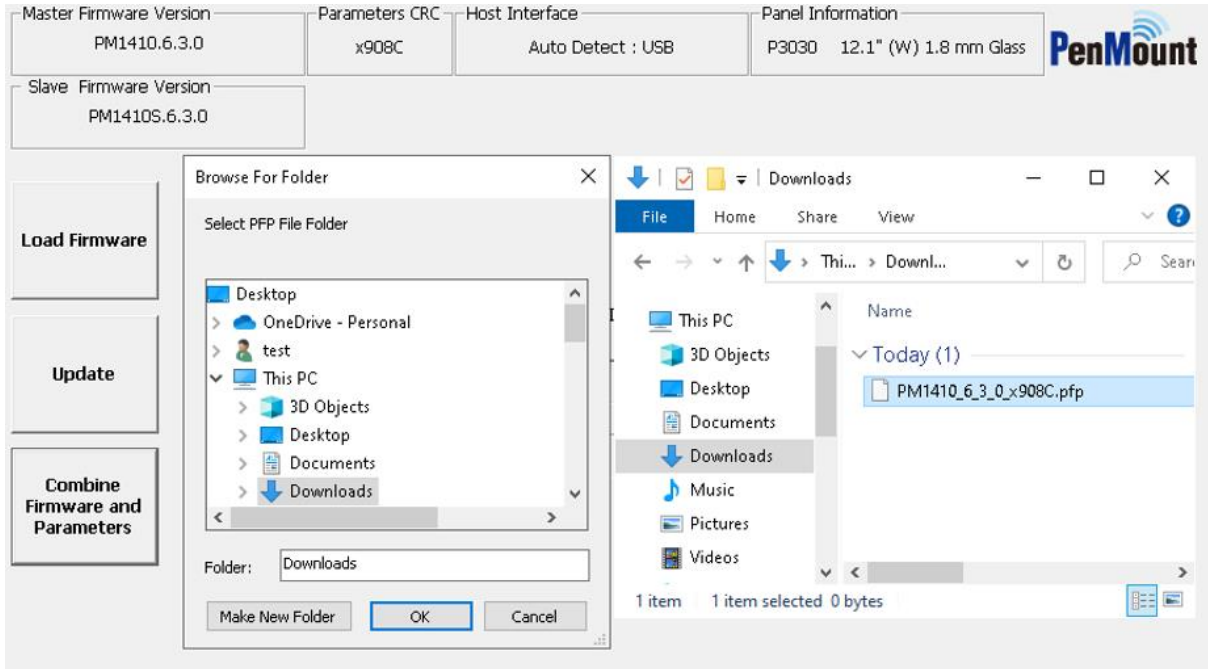 Master Firmware Version
PM1410.6.3.0
Parameters CRC
x908C
Host Interface
Auto Detect : USB
Panel Information
P3030 12.1" (W) 1.8 mm Glass
PenMount
Slave Firmware Version
PM1410S.6.3.0
Load Firmware
Update
Combine
Firmware and
Parameters
Browse For Folder
Select PFP File Folder
Desktop
OneDrive - Personal
test
This PC
3D Objects
Desktop
Documents
Downloads
Folder: Downloads
Make New Folder OK Cancel
Downloads
File Home Share View
Thi... > Downl...
Sear
This PC
3D Objects
Desktop
Documents
Downloads
Music
Pictures
Videos
Name
Today (1)
PM1410_6_3_0_x908C.pfp
1 item 1 item selected 0 bytes